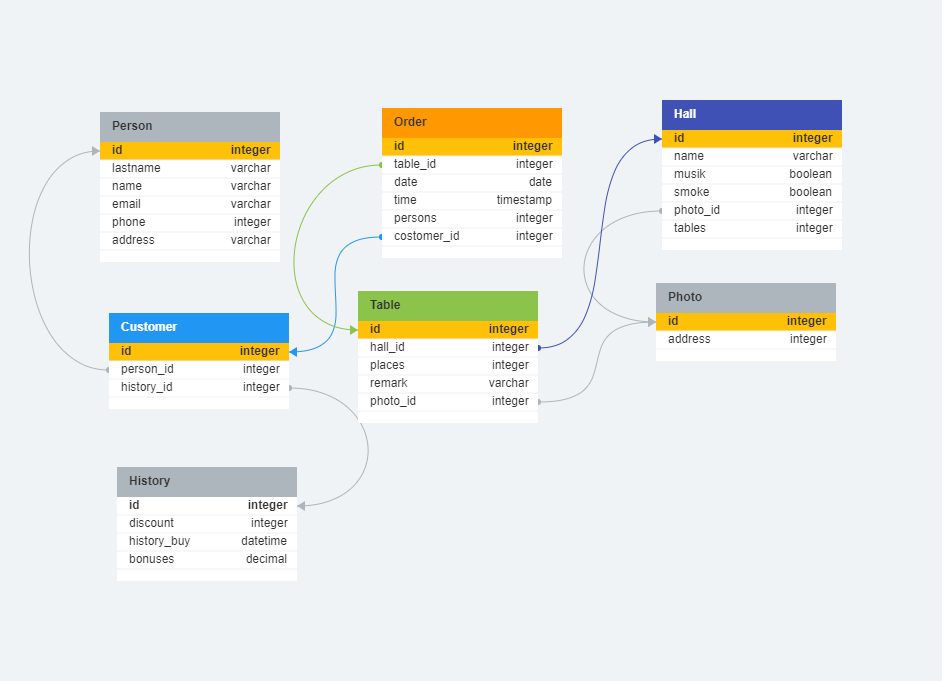 Person
id integer
lastname varchar
name varchar
email varchar
phone integer
address varchar
Order
id integer
table_id integer
date date
time timestamp
persons integer
costomer_id integer
Hall
id integer
name varchar
musik boolean
smoke boolean
photo_id integer
tables integer
Customer
id integer
person_id integer
history_id integer
Table
id integer
hall_id integer
places integer
remark varchar
photo_id integer
Photo
id integer
address integer
History
id integer
discount integer
history_buy datetime
bonuses decimal